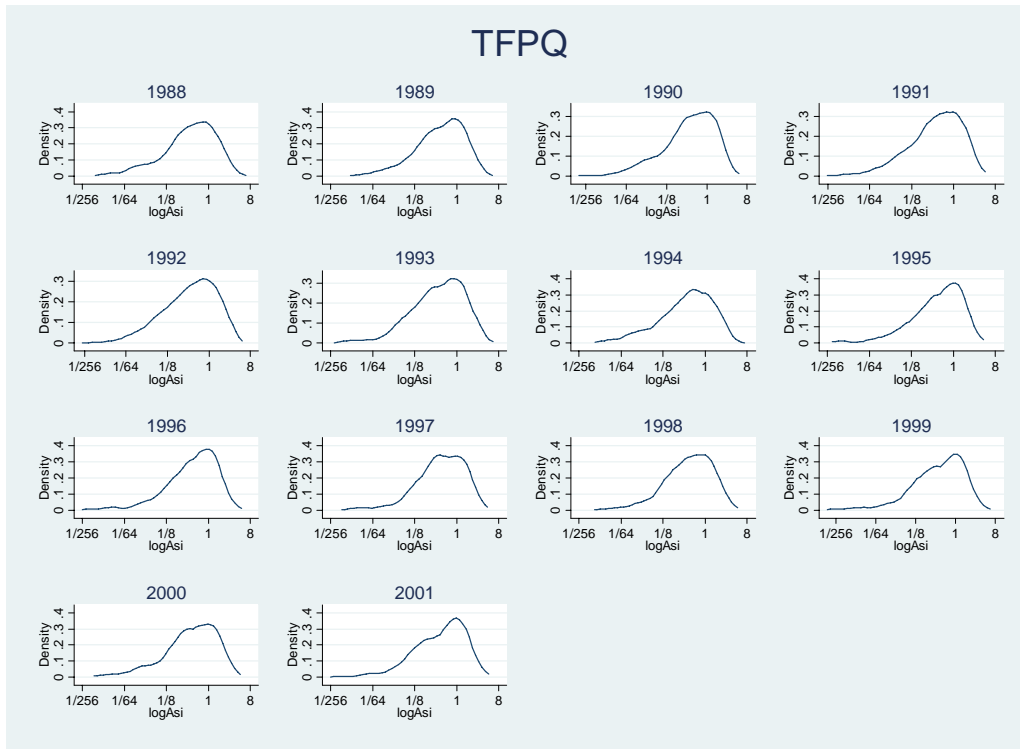 TFPQ
1988 1989 1990 1991
Density 0 .1 .2 .3 .4 Density 0 .1 .2 .3 .4 Density 0 .1 .2 .3 Density 0 .1 .2 .3
1/256 1/64 1/8 1 8 1/256 1/64 1/8 1 8 1/256 1/64 1/8 1 8 1/256 1/64 1/8 1 8
logAsi logAsi logAsi logAsi
1992 1993 1994 1995
Density 0 .1 .2 .3 Density 0 .1 .2 .3 Density 0 .1 .2 .3 .4 Density 0 .1 .2 .3 .4
1/256 1/64 1/8 1 8 1/256 1/64 1/8 1 8 1/256 1/64 1/8 1 8 1/256 1/64 1/8 1 8
logAsi logAsi logAsi logAsi
1996 1997 1998 1999
Density 0 .1 .2 .3 .4 Density 0 .1 .2 .3 .4 Density 0 .1 .2 .3 .4 Density 0 .1 .2 .3 .4
1/256 1/64 1/8 1 8 1/256 1/64 1/8 1 8 1/256 1/64 1/8 1 8 1/256 1/64 1/8 1 8
logAsi logAsi logAsi logAsi
2000 2001
Density 0 .1 .2 .3 .4 Density 0 .1 .2 .3 .4
1/256 1/64 1/8 1 8 1/256 1/64 1/8 1 8
logAsi logAsi